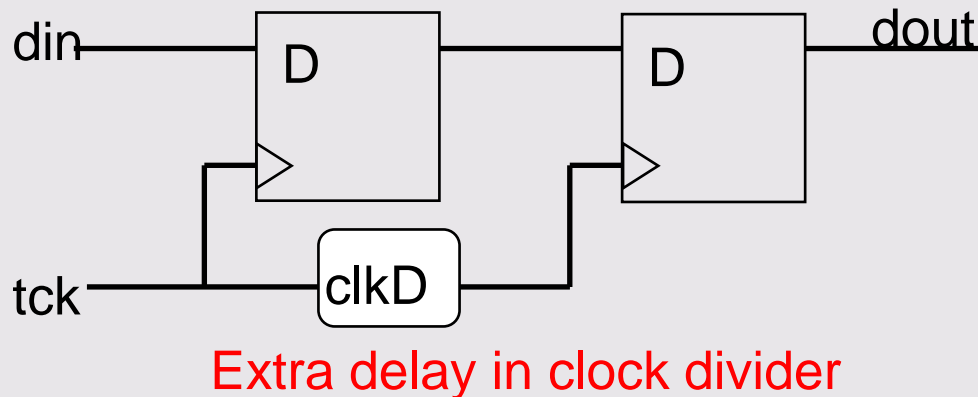 din
D
D
dout
tck
clkD
Extra delay in clock divider